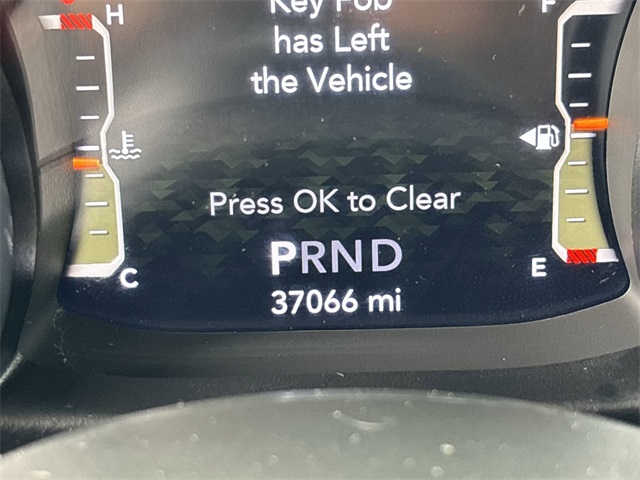 H
Key Fob
F
has Left
the Vehicle
Press OK to Clear
PRND
C
E
37066 mi